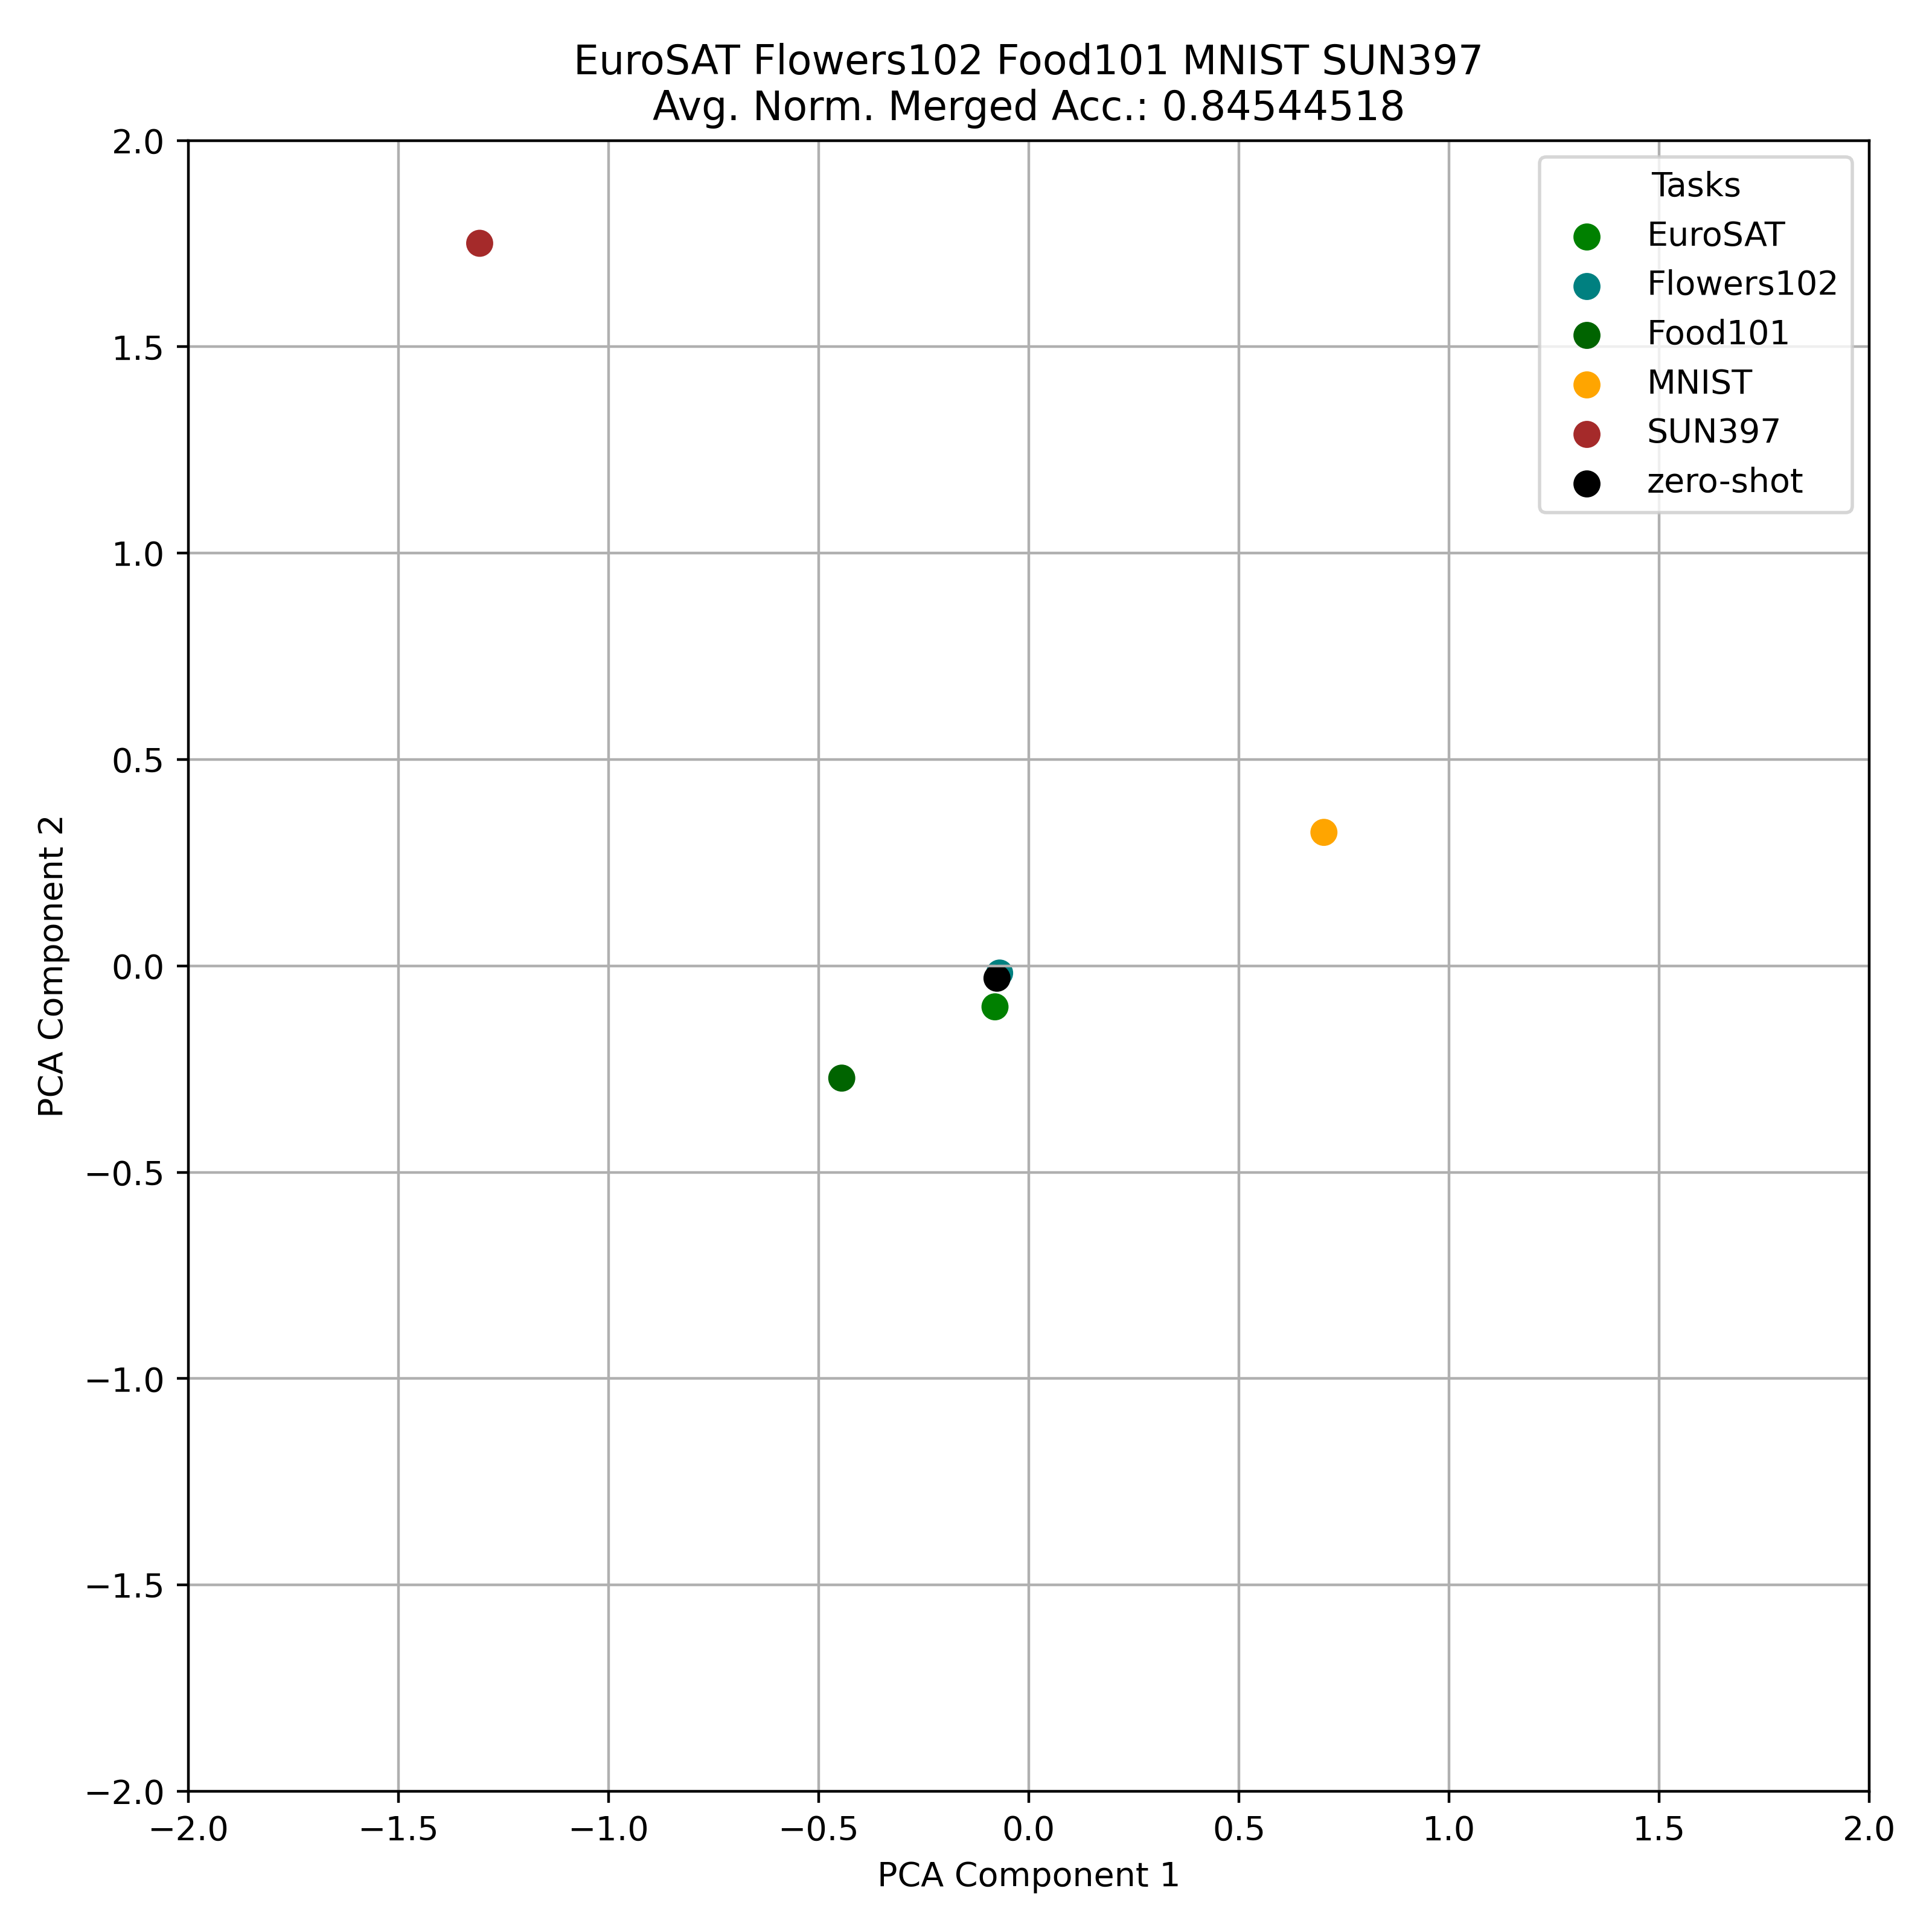 EuroSAT Flowers102 Food101 MNIST SUN397
Avg. Norm. Merged Acc.: 0.84544518
Tasks
EuroSAT
Flowers102
Food101
MNIST
SUN397
zero-shot
2.0
1.5
1.0
0.5
0.0
−0.5
−1.0
−1.5
−2.0
PCA Component 2
−2.0 −1.5 −1.0 −0.5 0.0 0.5 1.0 1.5 2.0
PCA Component 1